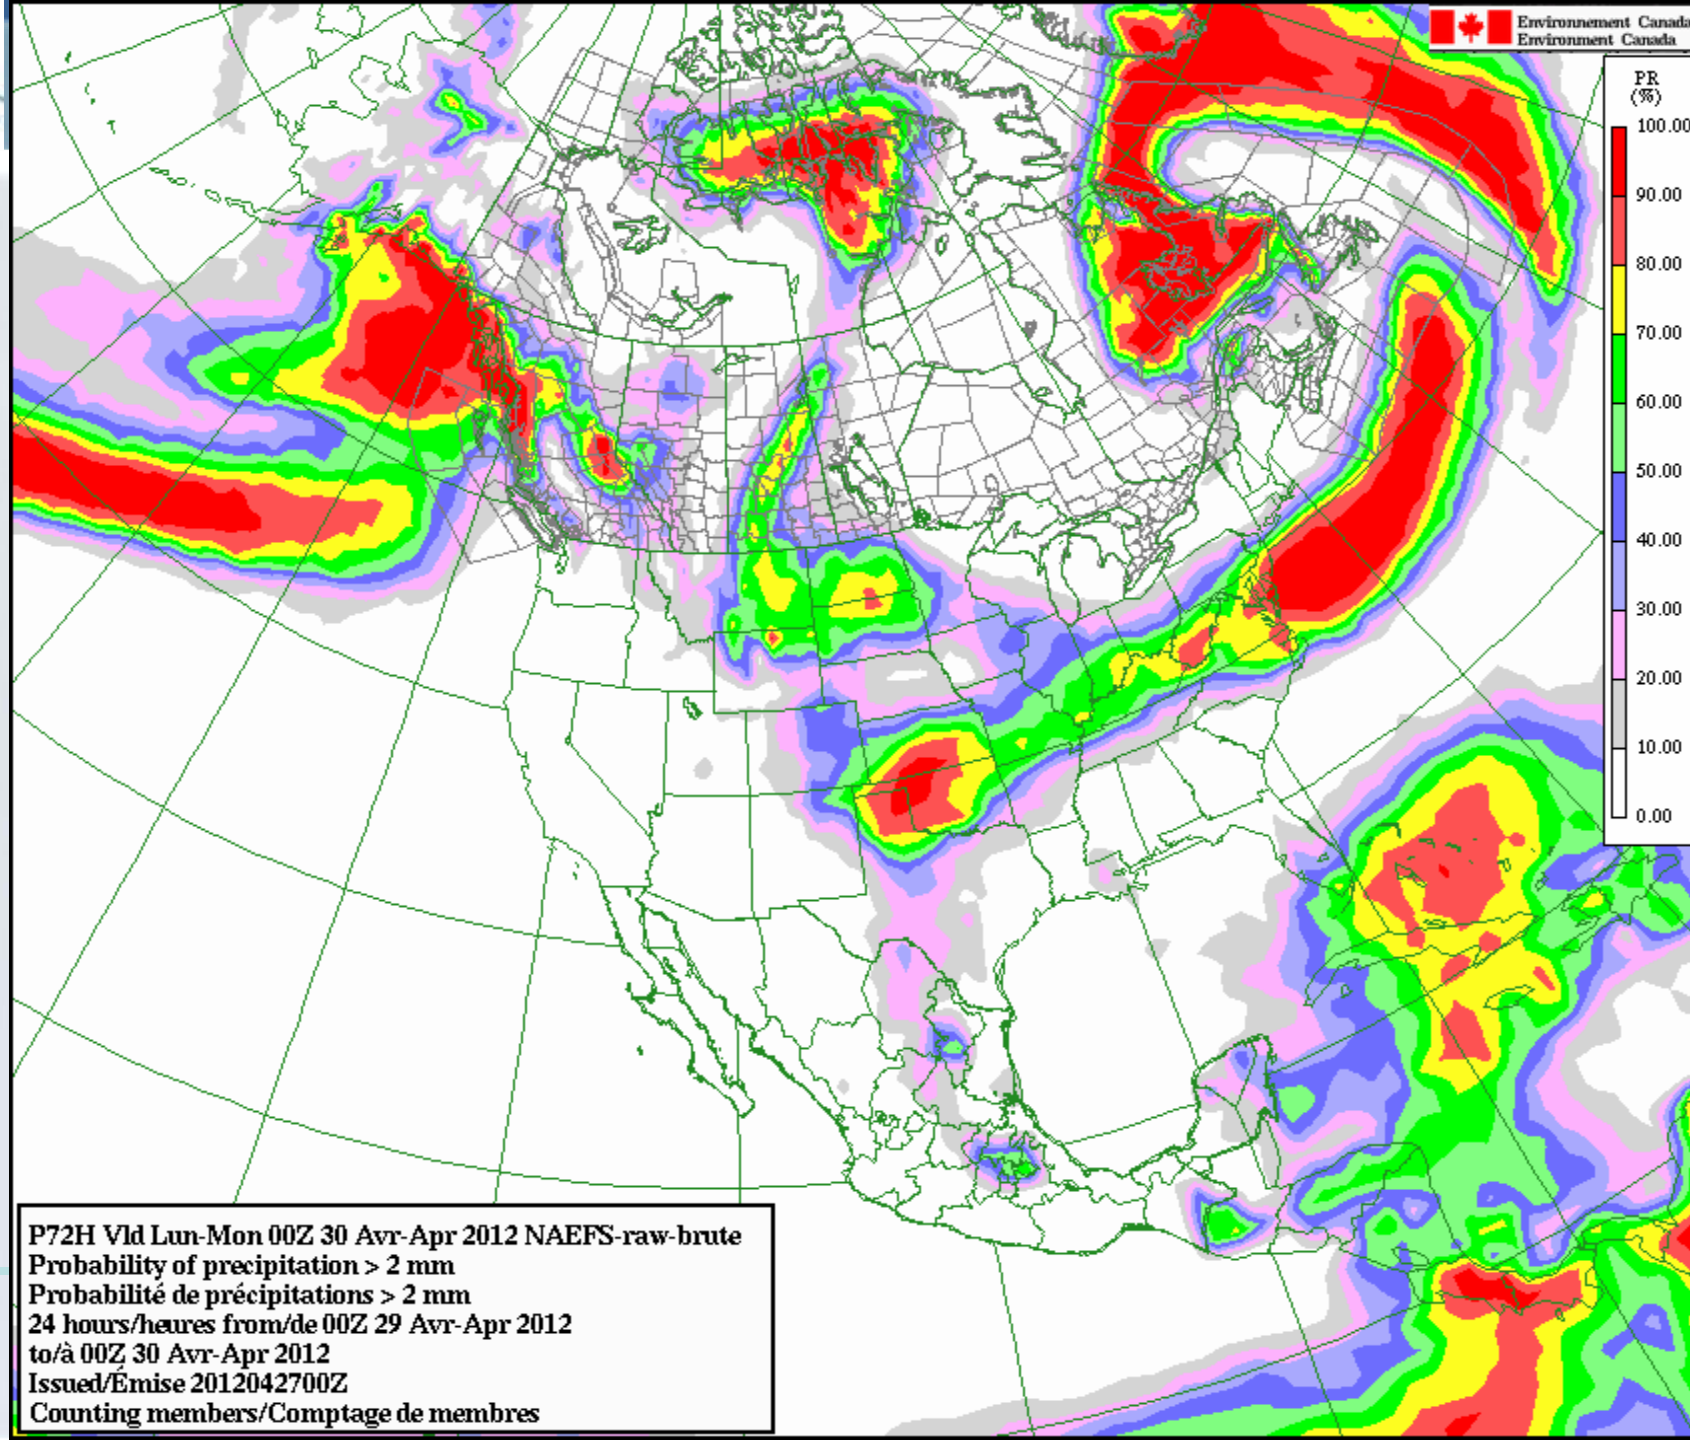 Environnement Canada
Environment Canada
PR
(%)
100.00
90.00
80.00
70.00
60.00
50.00
40.00
30.00
20.00
10.00
0.00
P72H Vld Lun-Mon 00Z 30 Avr-Apr 2012 NAEFS-raw-brute
Probability of precipitation > 2 mm
Probabilité de précipitations > 2 mm
24 hours/heures from/de 00Z 29 Avr-Apr 2012
to/à 00Z 30 Avr-Apr 2012
Issued/Émise 2012042700Z
Counting members/Comptage de membres